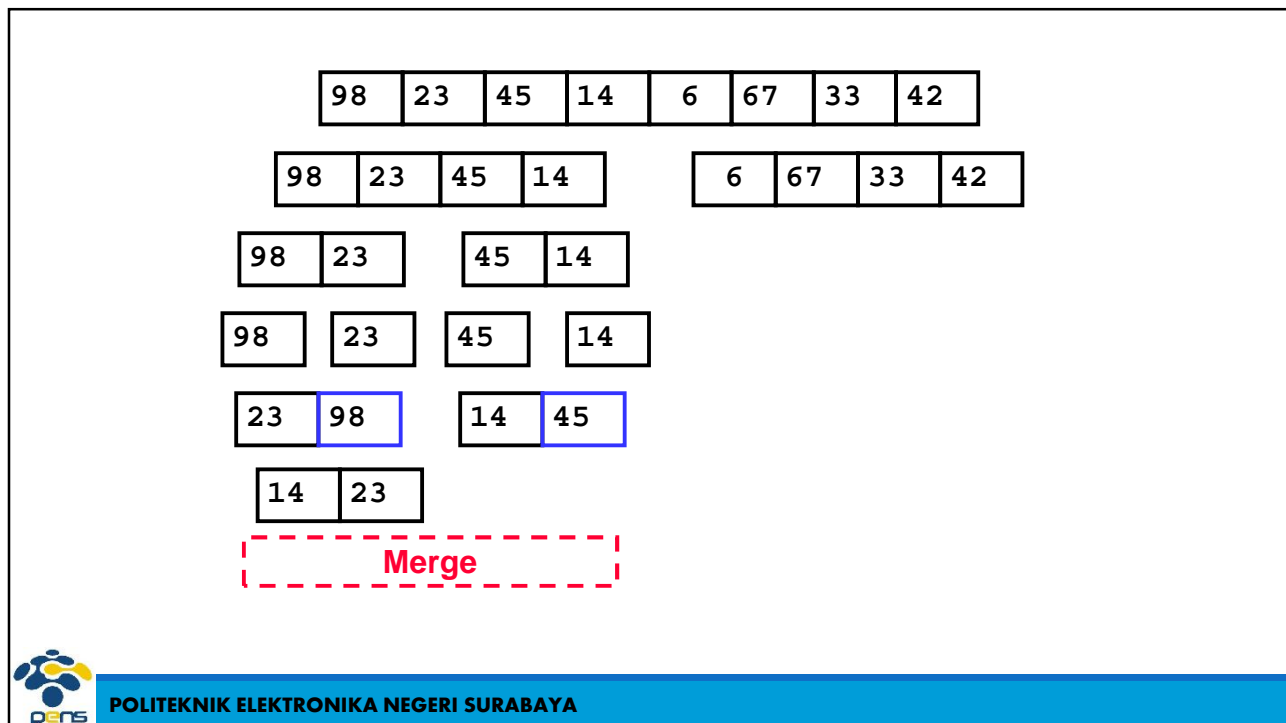 98 23 45 14 6 67 33 42
98 23 45 14 6 67 33 42
98 23 45 14
98 23 45 14
23 98 14 45
14 23
Merge
POLITEKNIK ELEKTRONIKA NEGERI SURABAYA
pens